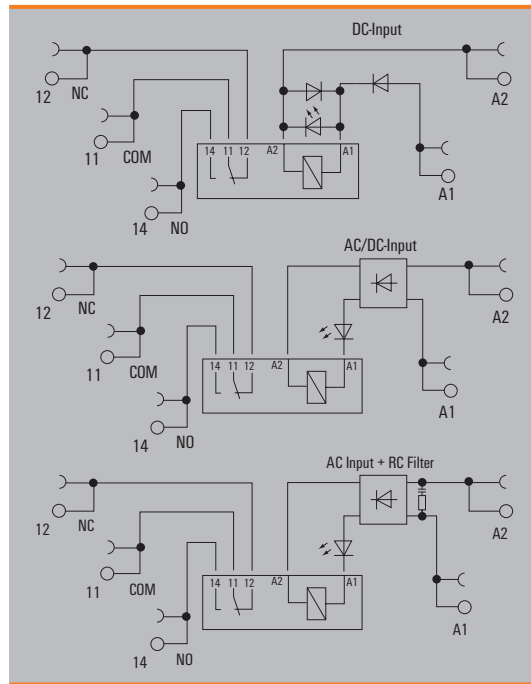 DC-Input
12 NC
A2
11 COM
14 11 12 A2 A1
A1
14 NO
AC/DC-Input
12 NC
A2
11 COM
14 11 12 A2 A1
A1
14 NO
AC Input + RC Filter
12 NC
A2
11 COM
14 11 12 A2 A1
A1
14 NO